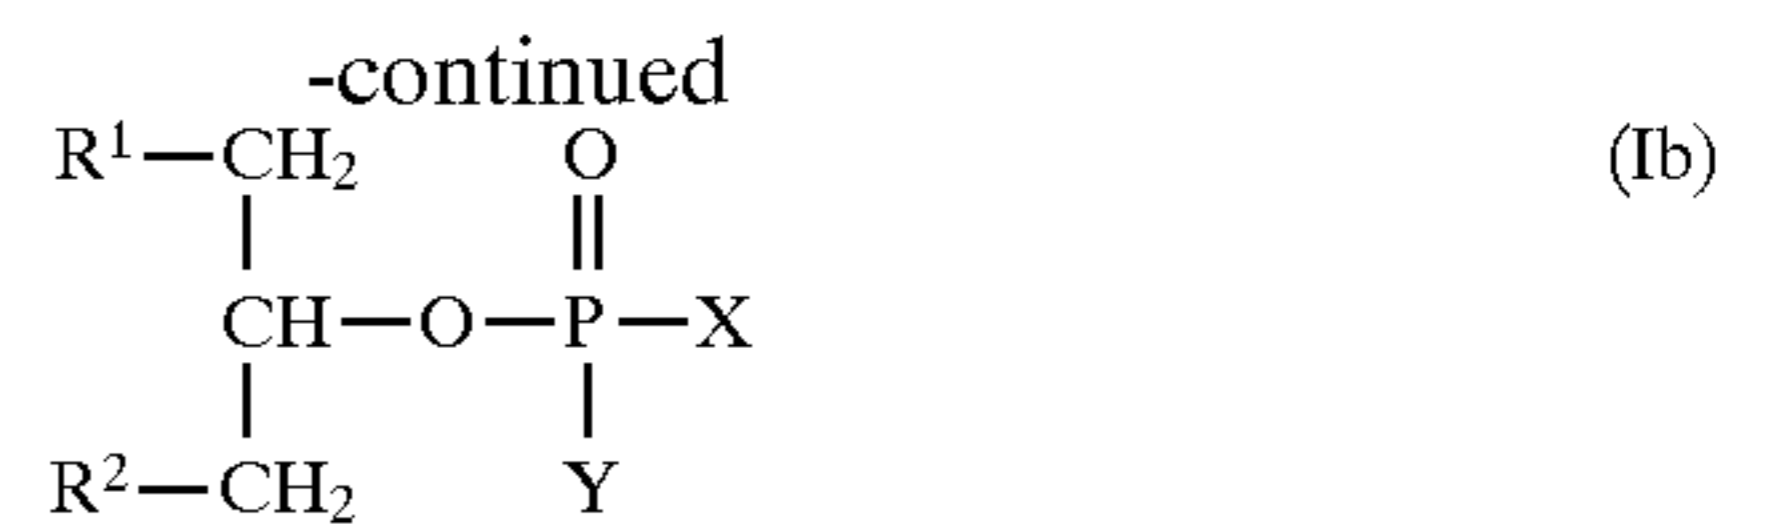 -continued
R¹—CH₂ O (Ib)
CH—O—P—X
R²—CH₂ Y